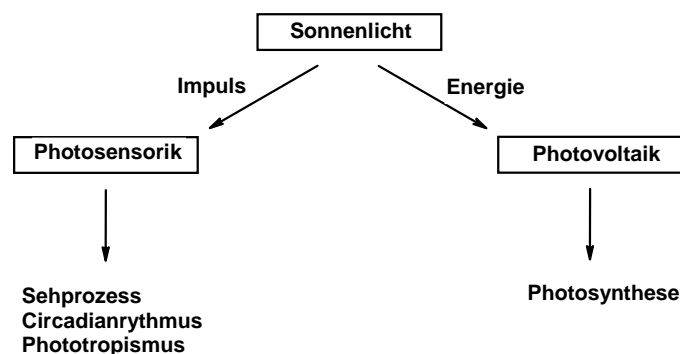 Sonnenlicht
Impuls
Energie
Photosensorik
Photovoltaik
Sehprozess
Circadianrythmus
Phototropismus
Photosynthese